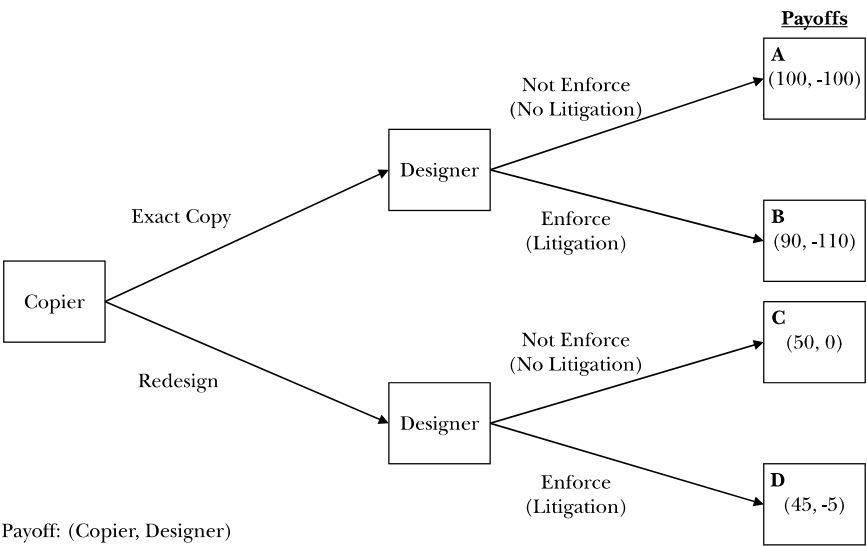 Payoffs
A
(100, -100)
Not Enforce
(No Litigation)
Designer
Exact Copy
Enforce
(Litigation)
B
(90, -110)
Copier
C
(50, 0)
Not Enforce
(No Litigation)
Redesign
Designer
Enforce
(Litigation)
D
(45, -5)
Payoff: (Copier, Designer)